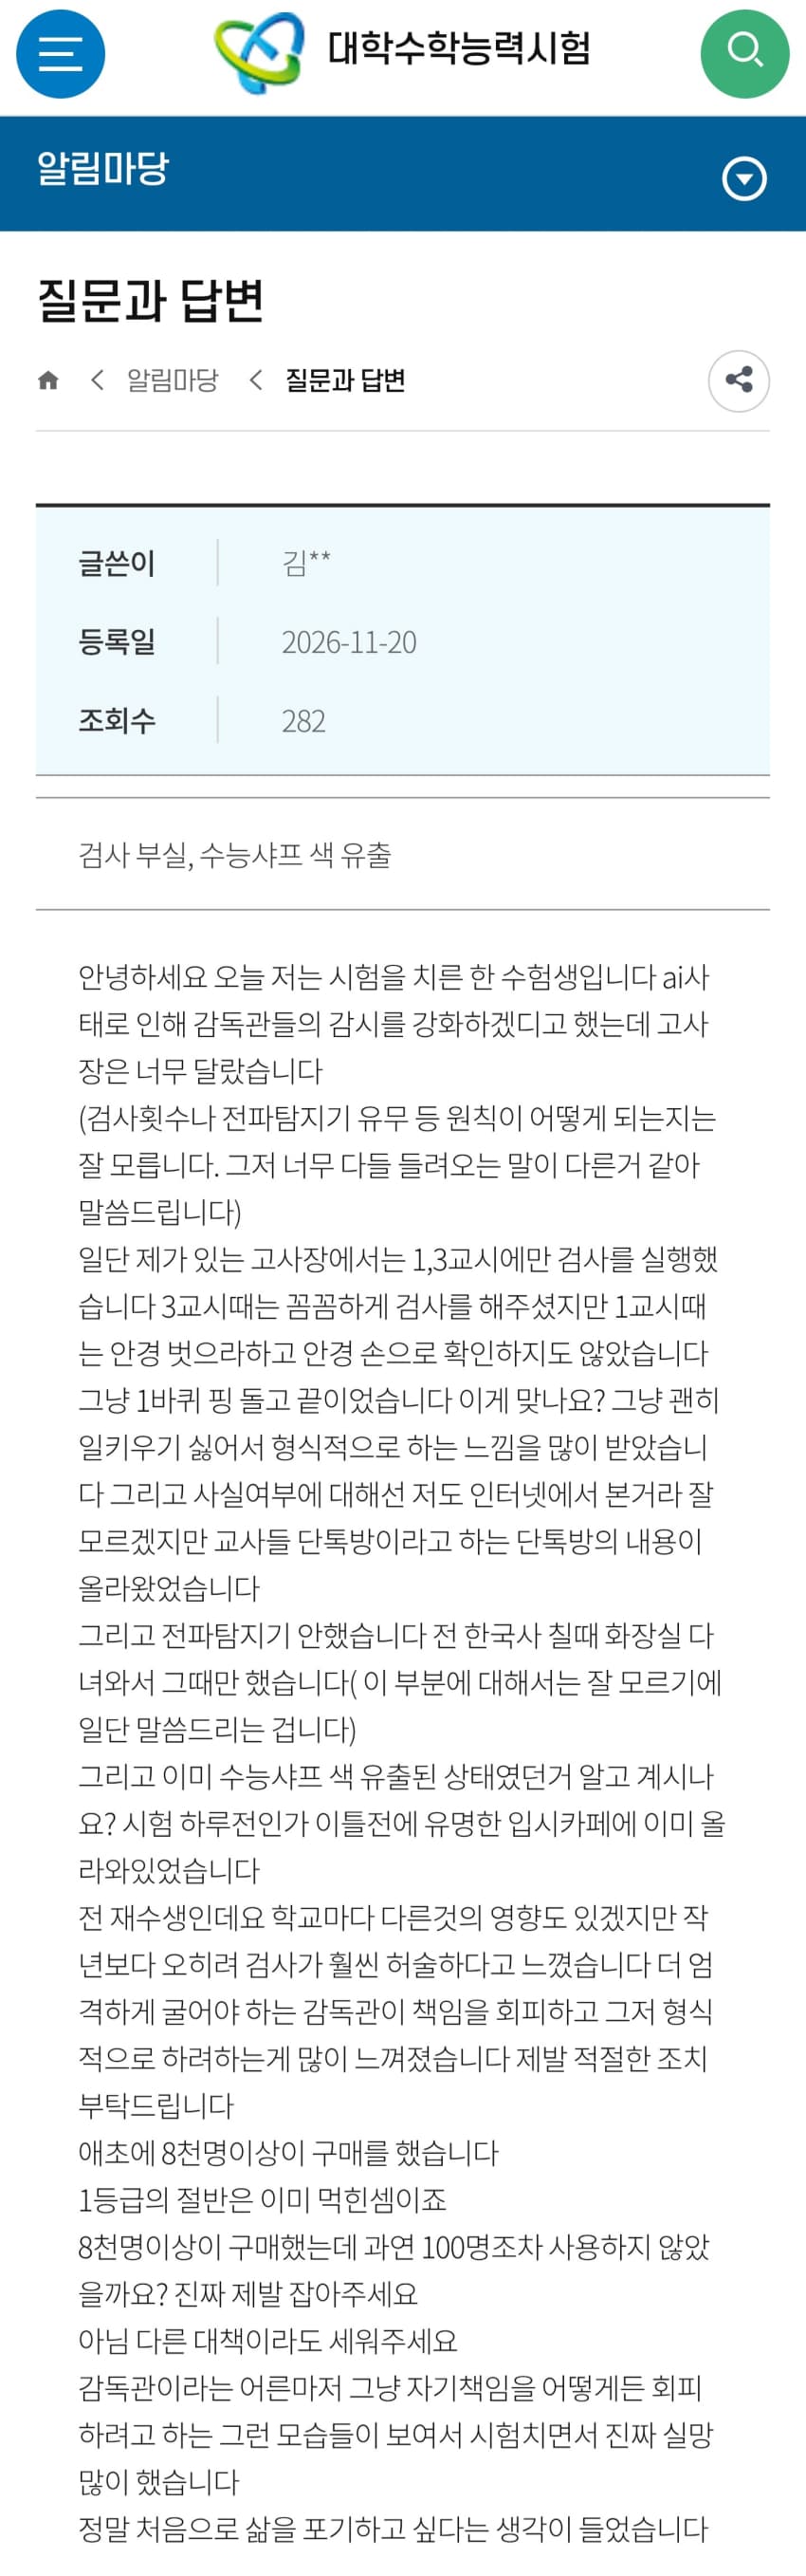 대학수학능력시험
알림마당
질문과 답변
알림마당 < 질문과 답변
글쓴이 김**
등록일 2026-11-20
조회수 282
검사 부실, 수능샤프 색 유출
안녕하세요 오늘 저는 시험을 치른 한 수험생입니다 ai사
태로 인해 감독관들의 감시를 강화하겠디고 했는데 고사
장은 너무 달랐습니다
(검사횟수나 전파탐지기 유무 등 원칙이 어떻게 되는지는
잘 모릅니다. 그저 너무 다들 들려오는 말이 다른거 같아
말씀드립니다)
일단 제가 있는 고사장에서는 1,3교시에만 검사를 실행했
습니다 3교시때는 꼼꼼하게 검사를 해주셨지만 1교시때
는 안경 벗으라하고 안경 손으로 확인하지도 않았습니다
그냥 1바퀴 핑 돌고 끝이었습니다 이게 맞나요? 그냥 괜히
일키우기 싫어서 형식적으로 하는 느낌을 많이 받았습니
다 그리고 사실여부에 대해선 저도 인터넷에서 본거라 잘
모르겠지만 교사들 단톡방이라고 하는 단톡방의 내용이
올라왔었습니다
그리고 전파탐지기 안했습니다 전 한국사 칠때 화장실 다
녀와서 그때만 했습니다( 이 부분에 대해서는 잘 모르기에
일단 말씀드리는 겁니다)
그리고 이미 수능샤프 색 유출된 상태였던거 알고 계시나
요? 시험 하루전인가 이틀전에 유명한 입시카페에 이미 올
라와있었습니다
전 재수생인데요 학교마다 다른것의 영향도 있겠지만 작
년보다 오히려 검사가 훨씬 허술하다고 느꼈습니다 더 엄
격하게 굴어야 하는 감독관이 책임을 회피하고 그저 형식
적으로 하려하는게 많이 느껴졌습니다 제발 적절한 조치
부탁드립니다
애초에 8천명이상이 구매를 했습니다
1등급의 절반은 이미 먹힌셈이죠
8천명이상이 구매했는데 과연 100명조차 사용하지 않았
을까요? 진짜 제발 잡아주세요
아님 다른 대책이라도 세워주세요
감독관이라는 어른마저 그냥 자기책임을 어떻게든 회피
하려고 하는 그런 모습들이 보여서 시험치면서 진짜 실망
많이 했습니다
정말 처음으로 삶을 포기하고 싶다는 생각이 들었습니다